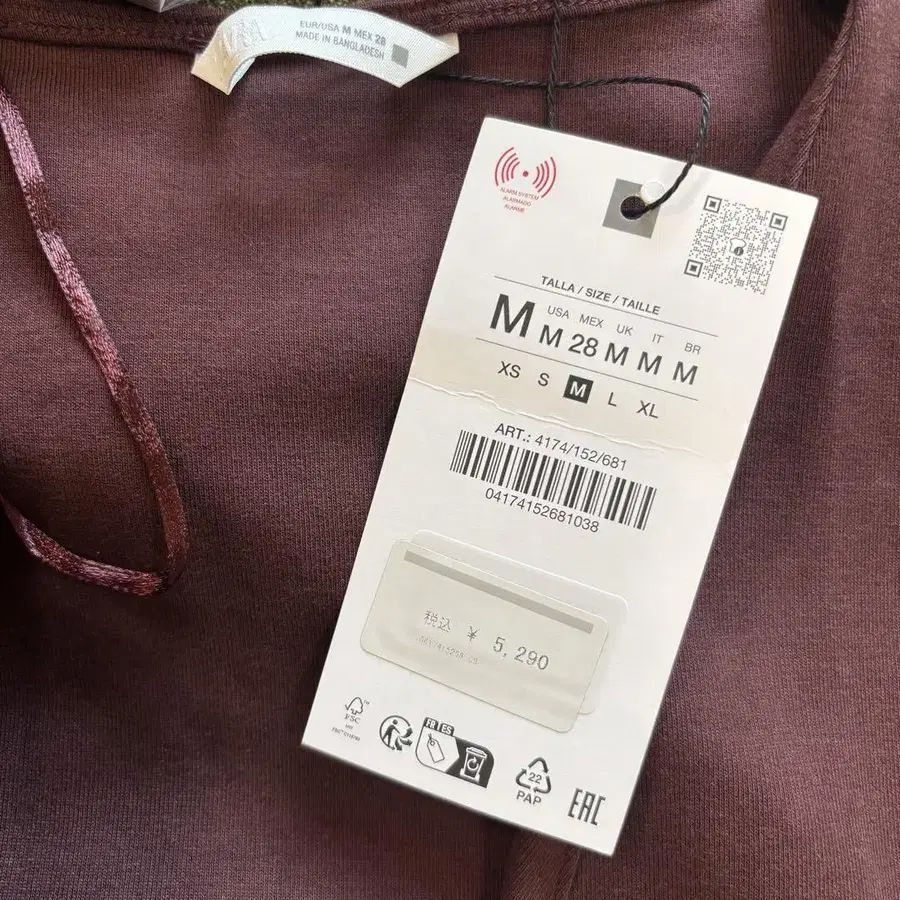 EUR/USA M MEX 28
MADE IN BANGLADESH
ALARM SYSTEM
ALARMADO
ALARME
TALLA / SIZE / TAILLE
USA MEX UK IT BR
M M 28 M M M
XS S M L XL
ART.: 4174/152/681
04174152681038
税込 ¥ 5,290
FSC
MIX
FR ES
22
PAP
EAC